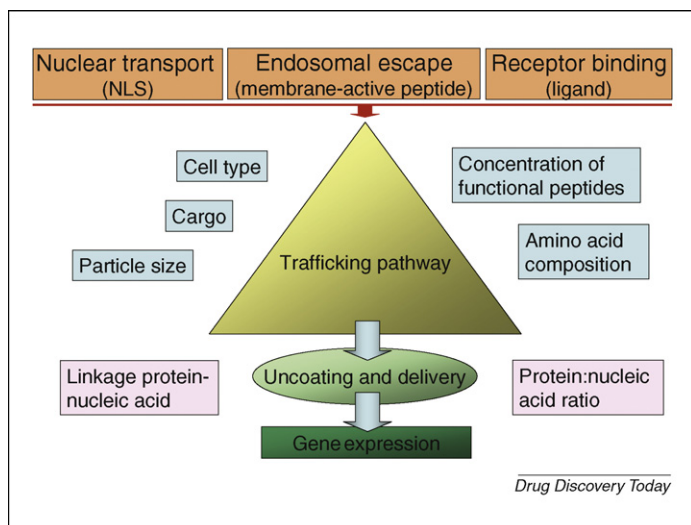 Nuclear transport
(NLS)
Endosomal escape
(membrane-active peptide)
Receptor binding
(ligand)
Cell type
Cargo
Particle size
Concentration of
functional peptides
Amino acid
composition
Trafficking pathway
Linkage protein-
nucleic acid
Uncoating and delivery
Protein:nucleic
acid ratio
Gene expression
Drug Discovery Today